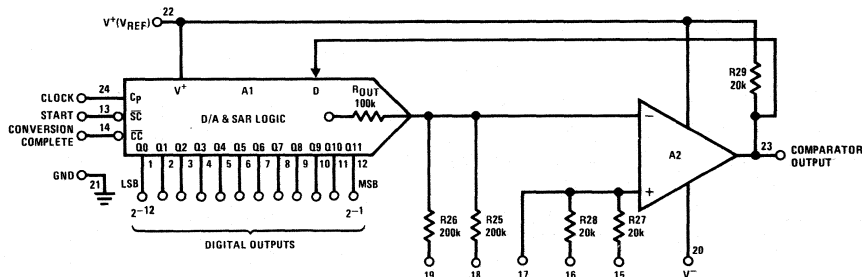 22
V+(VREF)
24
CLOCK
CP
V+
A1
D
ROUT
100k
13
START
SC
D/A & SAR LOGIC
14
CONVERSION
COMPLETE
CC
Q0 Q1 Q2 Q3 Q4 Q5 Q6 Q7 Q8 Q9 Q10 Q11
1 2 3 4 5 6 7 8 9 10 11 12
GND
21
LSB
MSB
2-12
2-1
DIGITAL OUTPUTS
R26
200k
R25
200k
R28
20k
R27
20k
19
18
17
16
15
−
+
A2
R29
20k
23
COMPARATOR
OUTPUT
20
V−